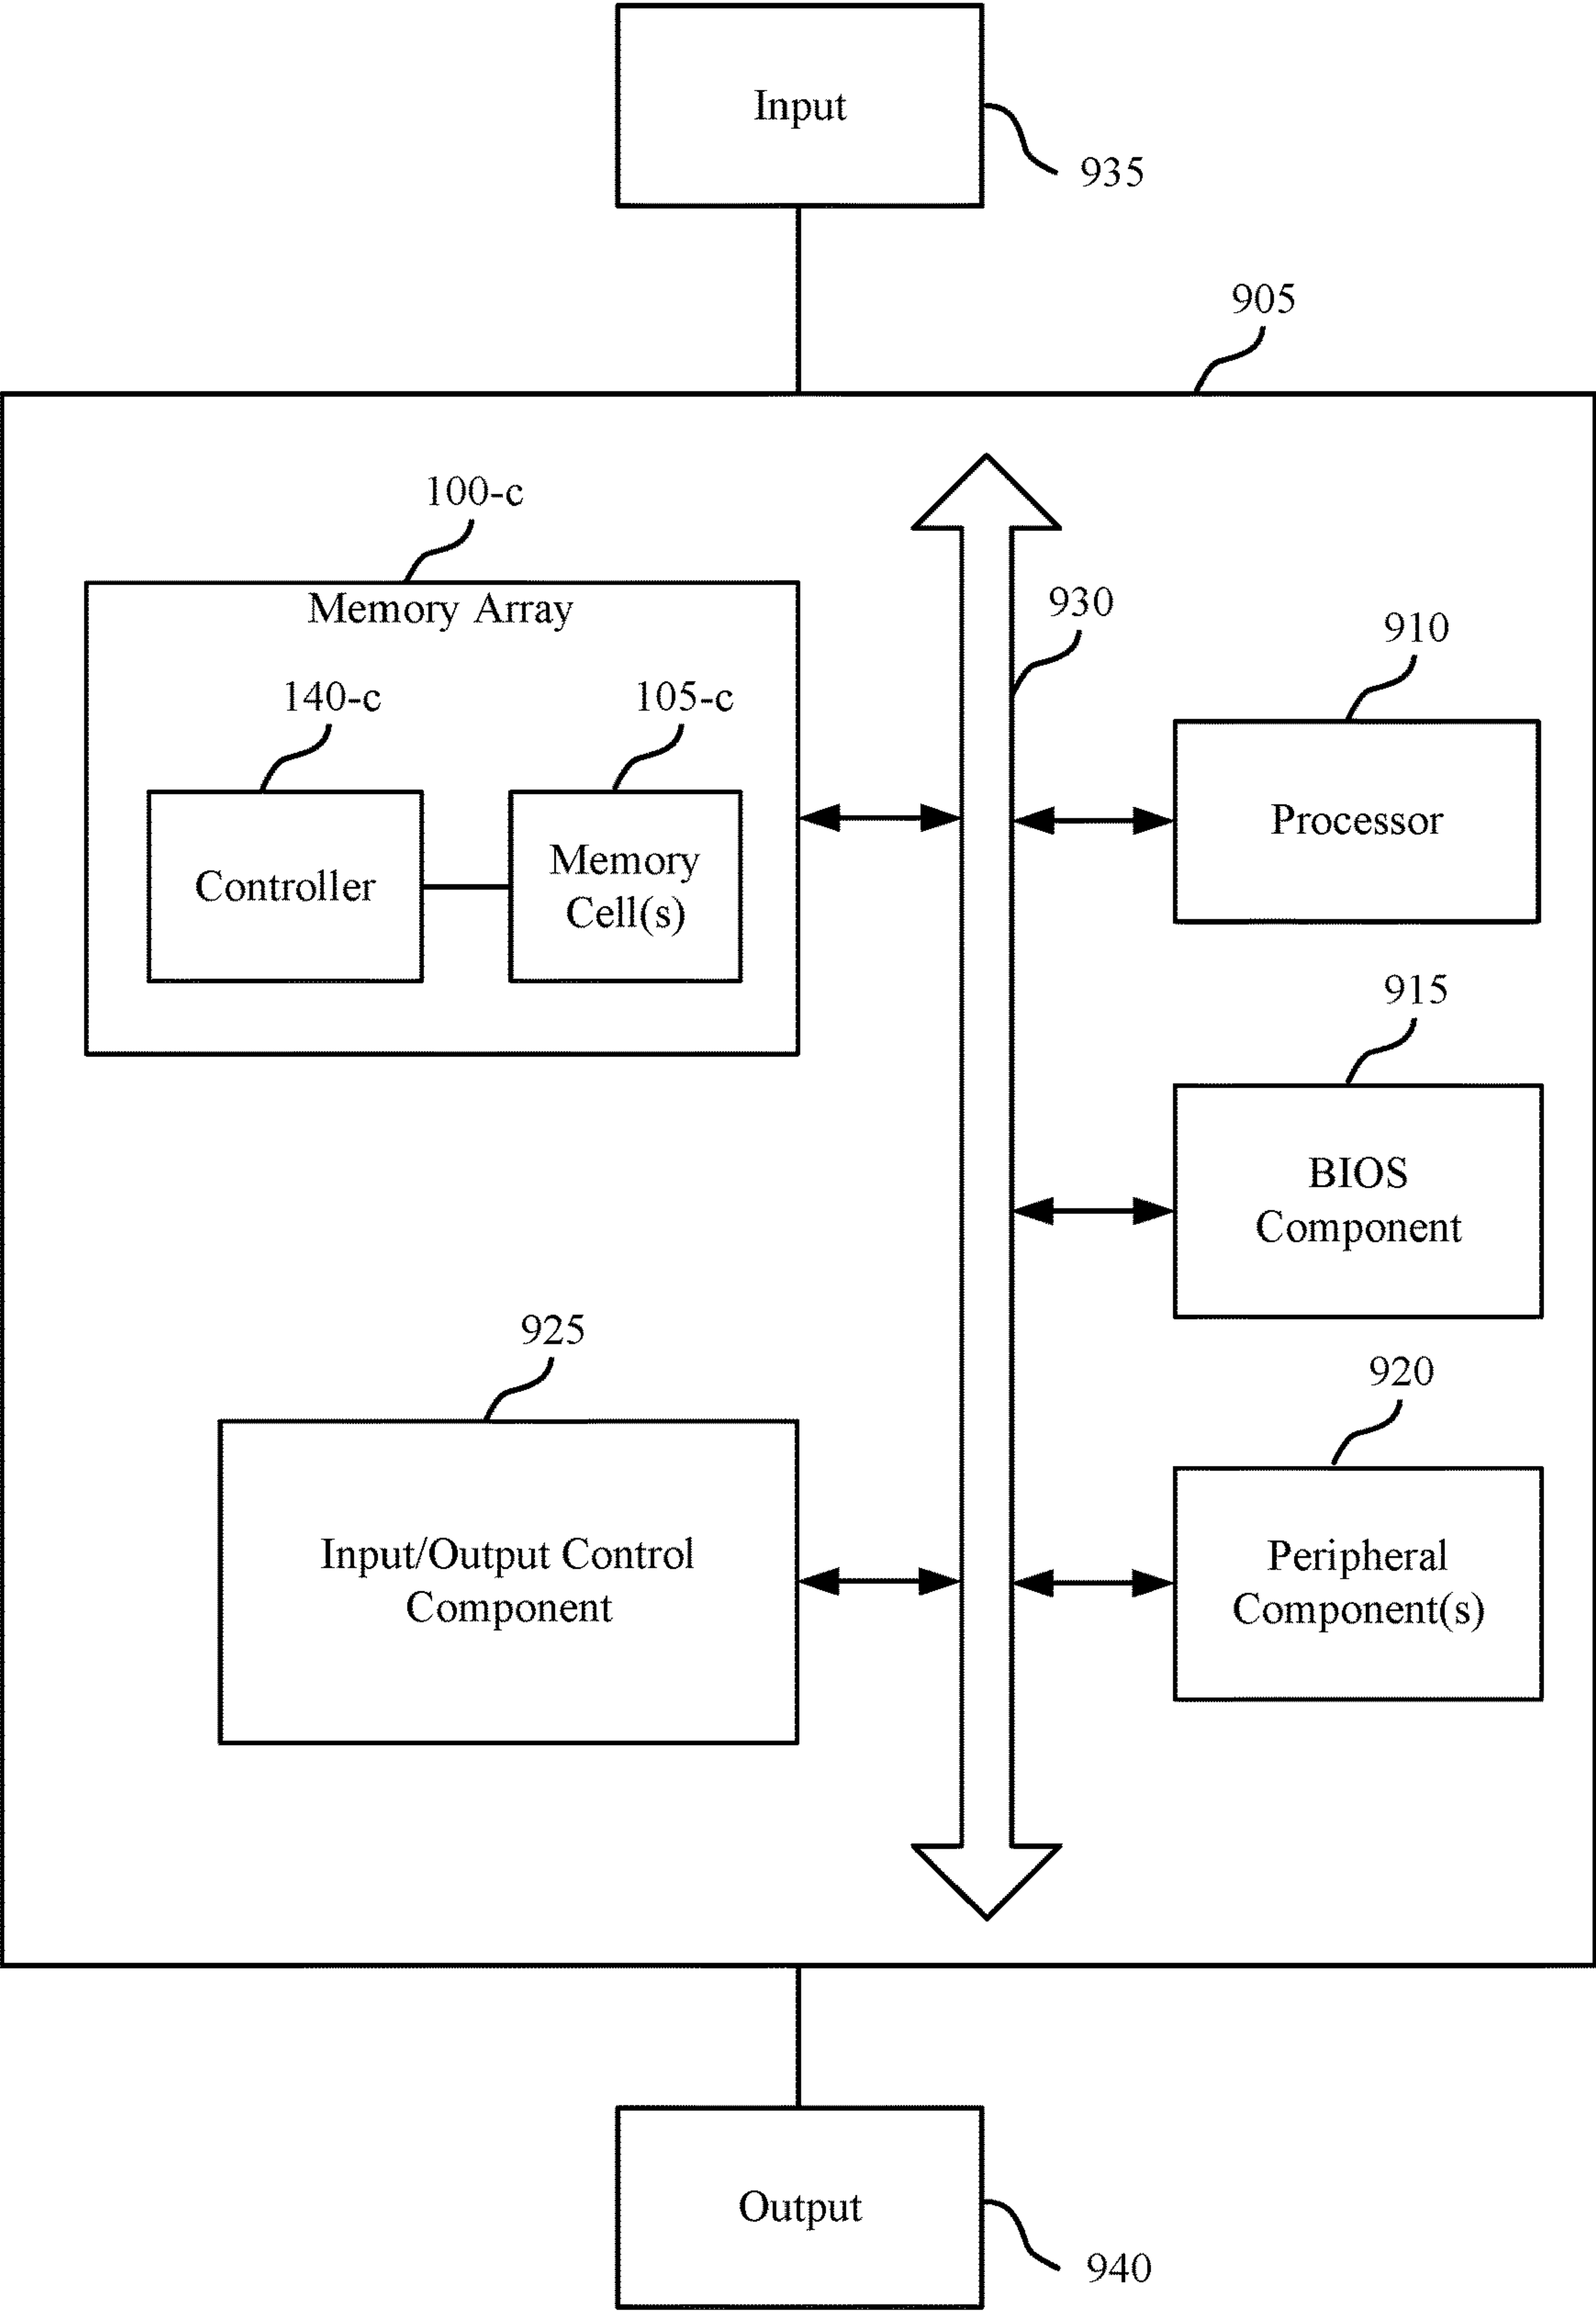 Input
935
905
100-c
Memory Array
930
910
140-c
105-c
Controller
Memory
Cell(s)
Processor
915
BIOS
Component
925
920
Input/Output Control
Component
Peripheral
Component(s)
Output
940